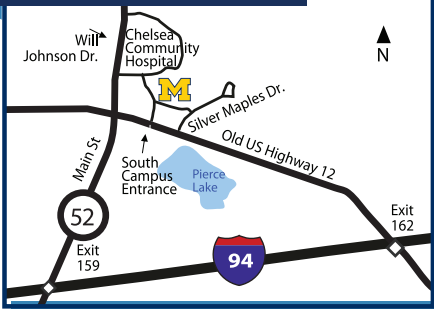 Will
Johnson Dr.
Chelsea
Community
Hospital
N
M
Silver Maples Dr.
Old US Highway 12
Main St
South
Campus
Entrance
Pierce
Lake
52
Exit
159
94
Exit
162